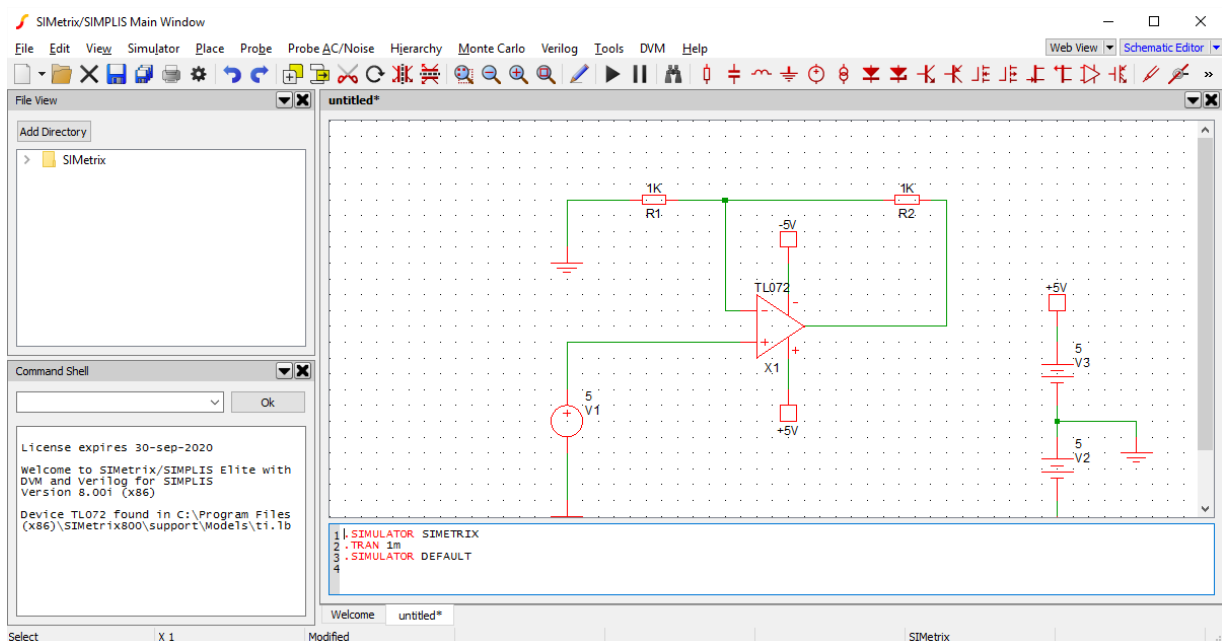 SIMetrix/SIMPLIS Main Window
File Edit View Simulator Place Probe Probe AC/Noise Hierarchy Monte Carlo Verilog Tools DVM Help
Web View Schematic Editor
File View
Add Directory
SIMetrix
Command Shell
Ok
License expires 30-sep-2020
Welcome to SIMetrix/SIMPLIS Elite with
DVM and Verilog for SIMPLIS
Version 8.00i (x86)
Device TL072 found in C:\Program Files
(x86)\SIMetrix800\support\Models\ti.lb
untitled*
1K
R1
1K
R2
-5V
TL072
X1
+5V
5
V1
+5V
5
V3
5
V2
1 .SIMULATOR SIMETRIX
2 .TRAN 1m
3 .SIMULATOR DEFAULT
4
Welcome untitled*
Select X 1 Modified SIMetrix